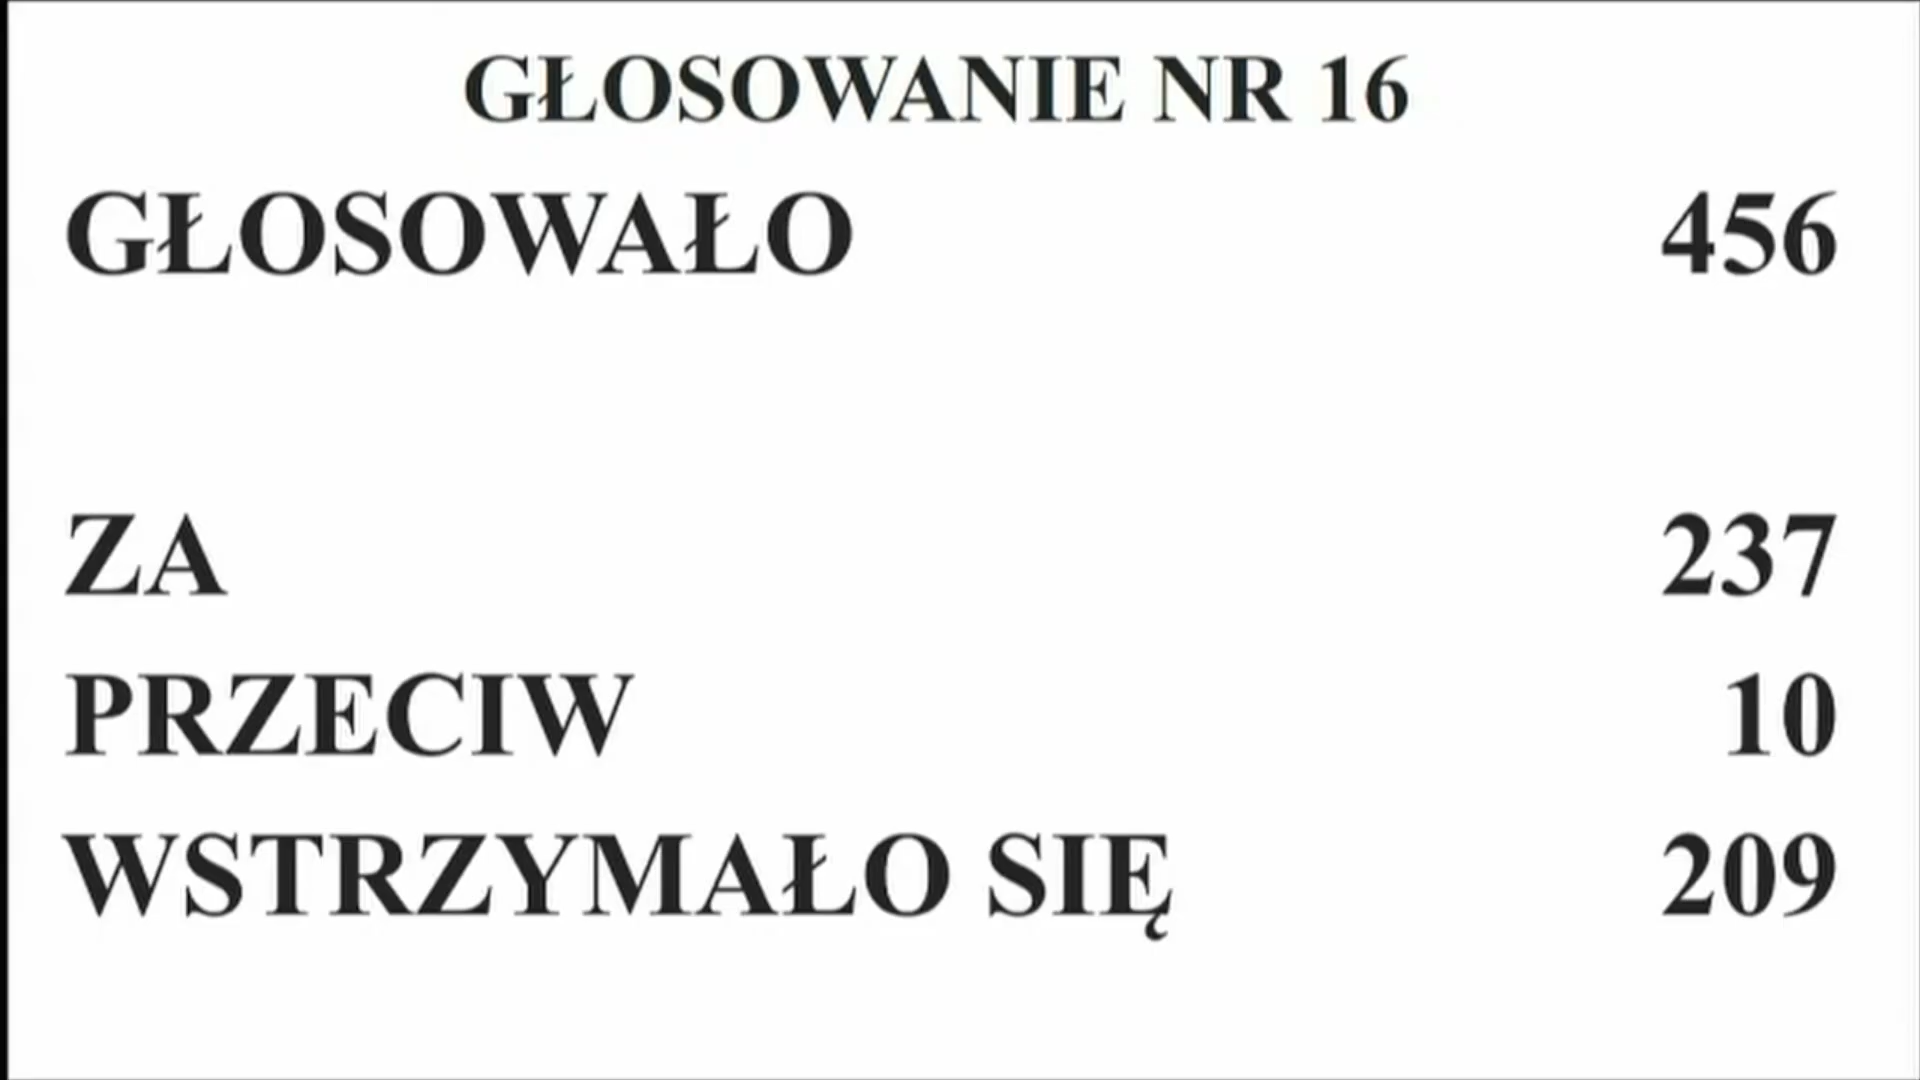 GŁOSOWANIE NR 16
GŁOSOWAŁO 456
ZA 237
PRZECIW 10
WSTRZYMAŁO SIĘ 209